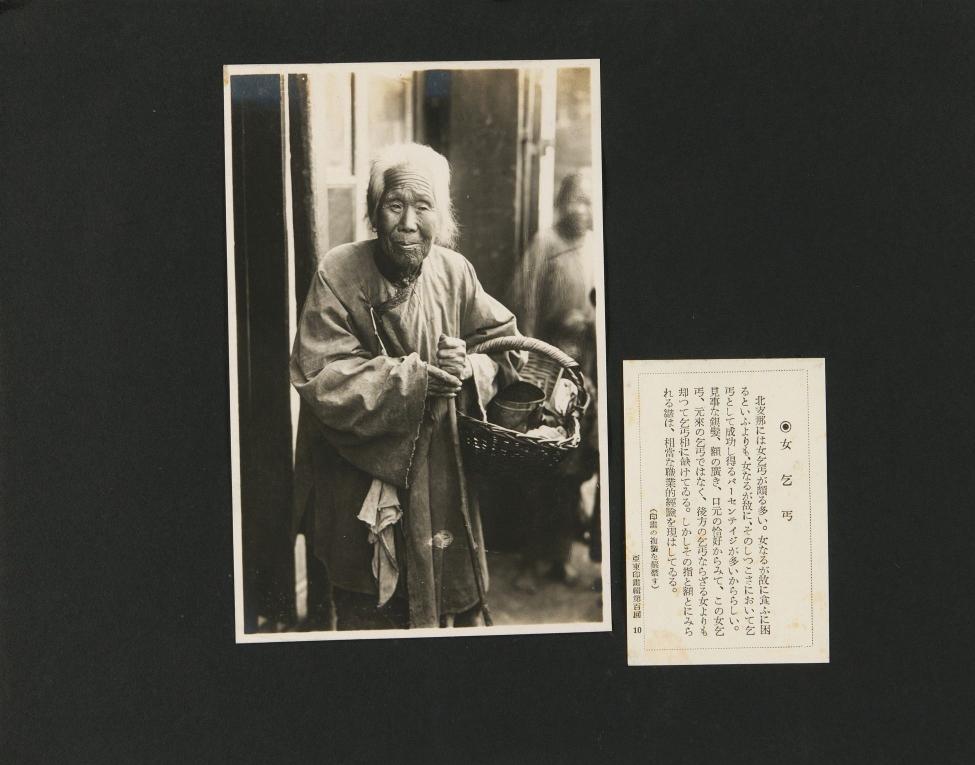 ◉女乞丐
北支那には女乞丐が頗る多い。女なるが故に食ふに困
るといふよりも、女なるが故に、そのしつこさにおいて乞
丐として成功し得るパーセンテイジが多いかららしい。
見事な銀髮、額の廣さ、口元の恰好からみて、この女乞
丐、元來の乞丐ではなく、後方の乞丐ならざる女よりも
却つて乞丐相に缺けてゐる。しかしその指と額とにみら
れる皺は、相當な職業的經驗を現はしてゐる。
(印畫の複製を嚴禁す)
亞東印畫輯第百回 10